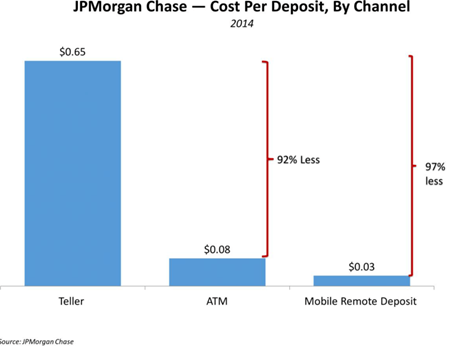 JPMorgan Chase — Cost Per Deposit, By Channel
2014
$0.65
92% Less
97%
less
$0.08
$0.03
Teller
ATM
Mobile Remote Deposit
Source: JPMorgan Chase